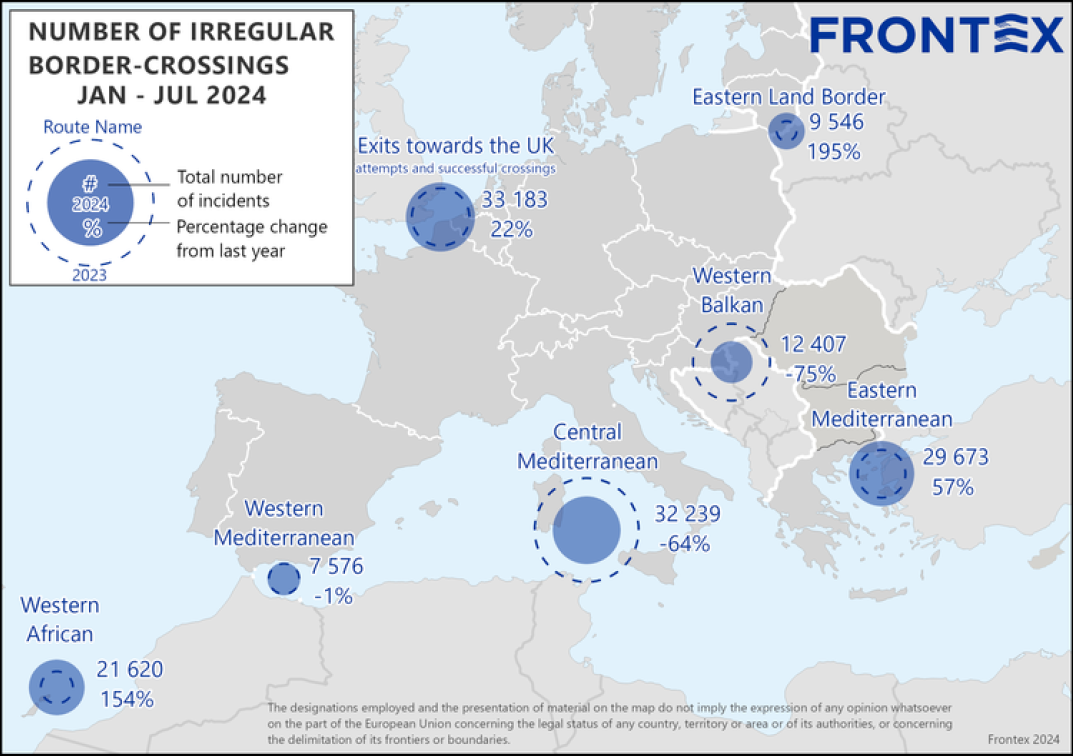 NUMBER OF IRREGULAR
BORDER-CROSSINGS
JAN - JUL 2024
Route Name
#
2024
%
2023
Total number
of incidents
Percentage change
from last year
FRONTEX
Eastern Land Border
9 546
195%
Exits towards the UK
attempts and successful crossings
33 183
22%
Western
Balkan
12 407
-75%
Eastern
Mediterranean
29 673
57%
Central
Mediterranean
32 239
-64%
Western
Mediterranean
7 576
-1%
Western
African
21 620
154%
The designations employed and the presentation of material on the map do not imply the expression of any opinion whatsoever
on the part of the European Union concerning the legal status of any country, territory or area or of its authorities, or concerning
the delimitation of its frontiers or boundaries.
Frontex 2024